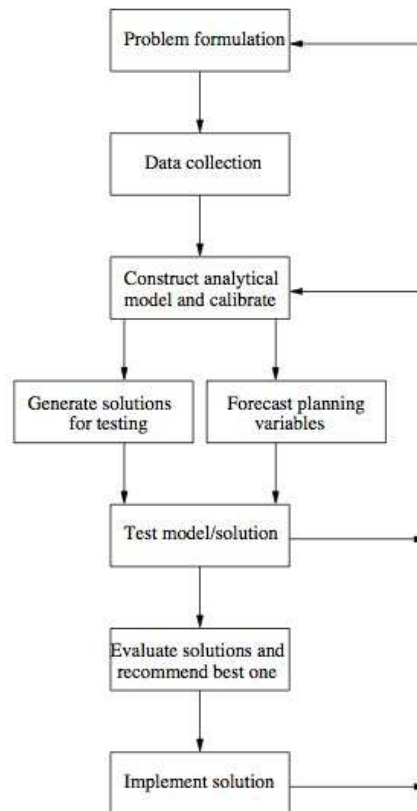 Problem formulation
Data collection
Construct analytical
model and calibrate
Generate solutions
for testing
Forecast planning
variables
Test model/solution
Evaluate solutions and
recommend best one
Implement solution